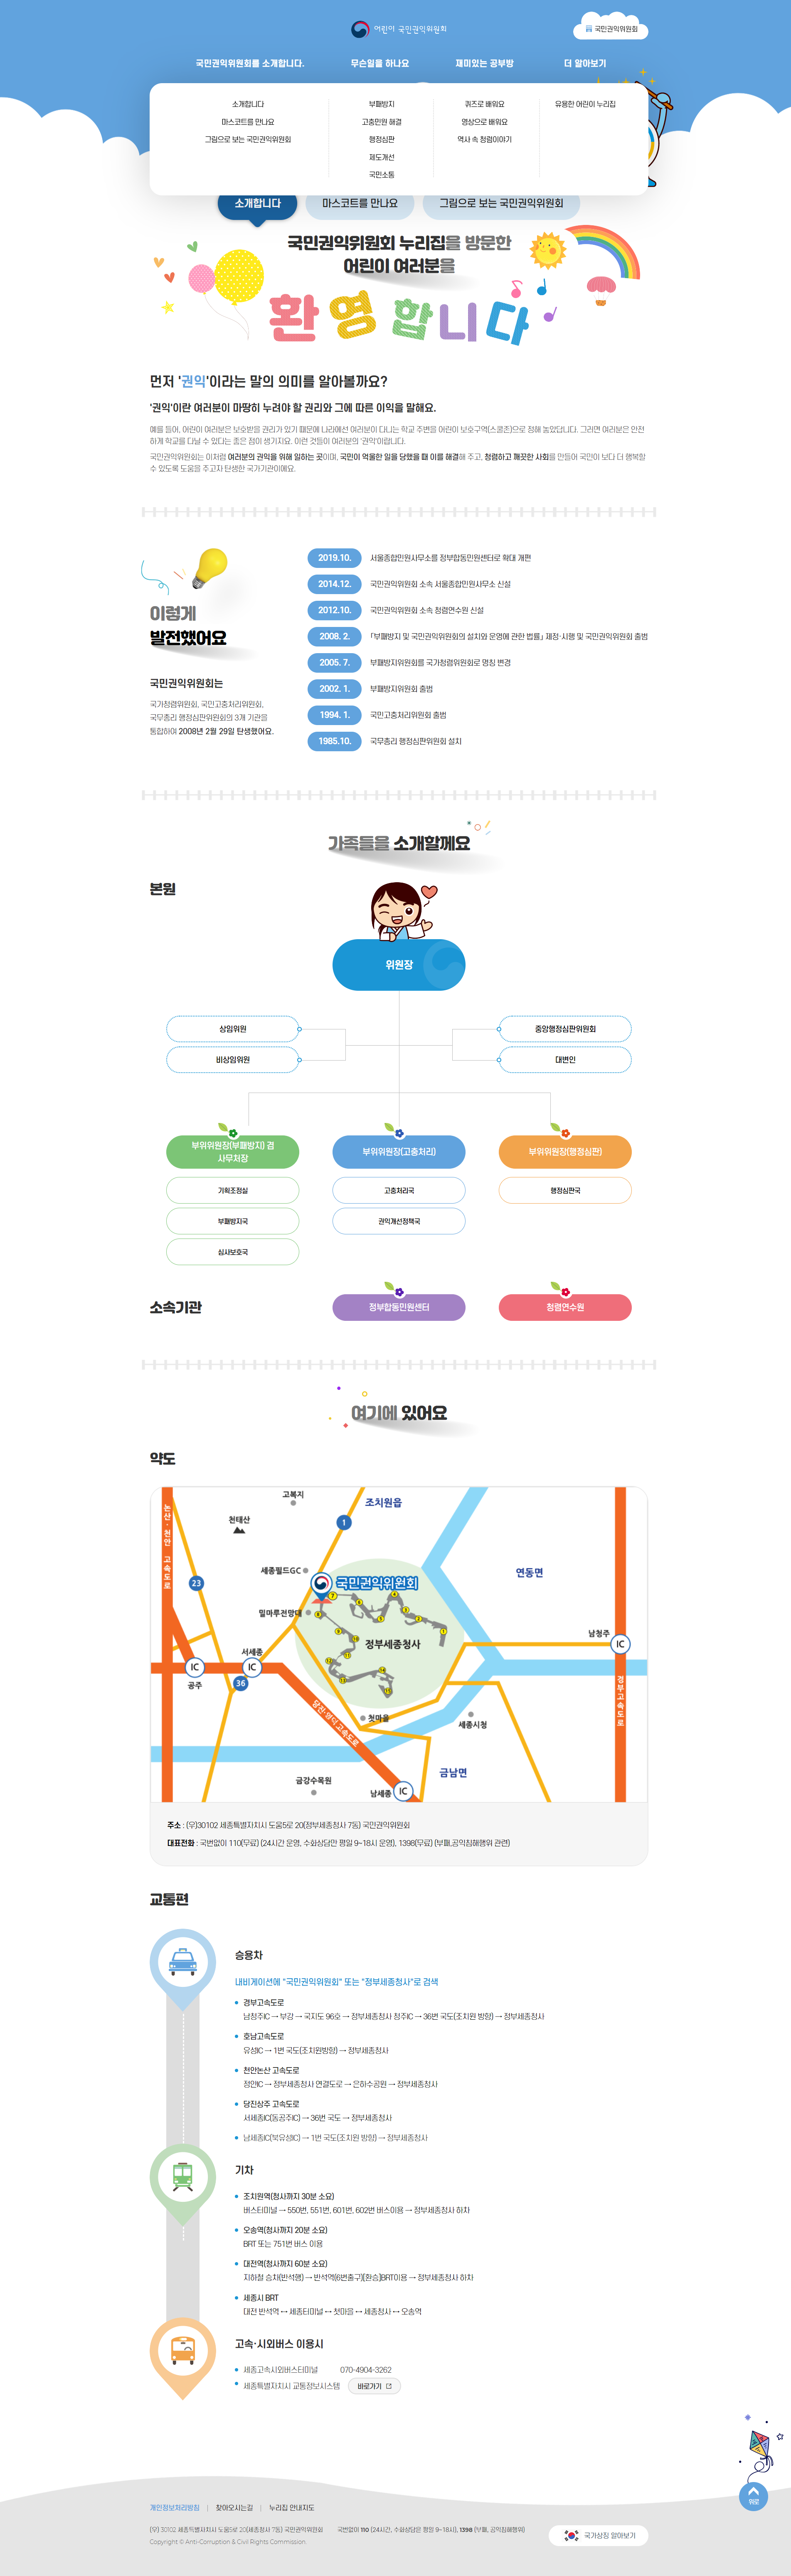 어린이 국민권익위원회
국민권익위원회
국민권익위원회를 소개합니다.
무슨일을 하나요
재미있는 공부방
더 알아보기
소개합니다
마스코트를 만나요
그림으로 보는 국민권익위원회
부패방지
고충민원 해결
행정심판
제도개선
국민소통
퀴즈로 배워요
영상으로 배워요
역사 속 청렴이야기
유용한 어린이 누리집
소개합니다
마스코트를 만나요
그림으로 보는 국민권익위원회
국민권익위원회 누리집을 방문한
어린이 여러분을
환영합니다
먼저 '권익'이라는 말의 의미를 알아볼까요?
'권익'이란 여러분이 마땅히 누려야 할 권리와 그에 따른 이익을 말해요.
예를 들어, 어린이 여러분은 보호받을 권리가 있기 때문에 나라에선 여러분이 다니는 학교 주변을 어린이 보호구역(스쿨존)으로 정해 놓았답니다. 그러면 여러분은 안전
하게 학교를 다닐 수 있다는 좋은 점이 생기지요. 이런 것들이 여러분의 '권익'이랍니다.
국민권익위원회는 이처럼 여러분의 권익을 위해 일하는 곳이며, 국민이 억울한 일을 당했을 때 이를 해결해 주고, 청렴하고 깨끗한 사회를 만들어 국민이 보다 더 행복할
수 있도록 도움을 주고자 탄생한 국가기관이에요.
이렇게
발전했어요
국민권익위원회는
국가청렴위원회, 국민고충처리위원회,
국무총리 행정심판위원회의 3개 기관을
통합하여 2008년 2월 29일 탄생했어요.
2019.10. 서울종합민원사무소를 정부합동민원센터로 확대 개편
2014.12. 국민권익위원회 소속 서울종합민원사무소 신설
2012.10. 국민권익위원회 소속 청렴연수원 신설
2008. 2. 「부패방지 및 국민권익위원회의 설치와 운영에 관한 법률」 제정·시행 및 국민권익위원회 출범
2005. 7. 부패방지위원회를 국가청렴위원회로 명칭 변경
2002. 1. 부패방지위원회 출범
1994. 1. 국민고충처리위원회 출범
1985.10. 국무총리 행정심판위원회 설치
가족들을 소개할께요
본원
위원장
상임위원
비상임위원
중앙행정심판위원회
대변인
부위원장(부패방지) 겸
사무처장
기획조정실
부패방지국
심사보호국
부위위원장(고충처리)
고충처리국
권익개선정책국
부위원장(행정심판)
행정심판국
소속기관
정부합동민원센터
청렴연수원
여기에 있어요
약도
논산·천안 고속도로
고복지
조치원읍
천태산
1
세종필드GC
23
국민권익위원회
연동면
밀마루전망대
정부세종청사
남청주
IC
서세종
IC
IC
공주
36
당진-영덕 고속도로
첫마을
세종시청
경부고속도로
금강수목원
금남면
남세종
IC
주소 : (우)30102 세종특별자치시 도움5로 20(정부세종청사 7동) 국민권익위원회
대표전화 : 국번없이 110(무료) (24시간 운영, 수화상담만 평일 9~18시 운영), 1398(무료) (부패,공익침해행위 관련)
교통편
승용차
내비게이션에 "국민권익위원회" 또는 "정부세종청사"로 검색
경부고속도로
남청주IC → 부강 → 국지도 96호 → 정부세종청사 청주IC → 36번 국도(조치원 방향) → 정부세종청사
호남고속도로
유성IC → 1번 국도(조치원방향) → 정부세종청사
천안논산 고속도로
정안IC → 정부세종청사 연결도로 → 은하수공원 → 정부세종청사
당진상주 고속도로
서세종IC(동공주IC) → 36번 국도 → 정부세종청사
남세종IC(북유성IC) → 1번 국도(조치원 방향) → 정부세종청사
기차
조치원역(청사까지 30분 소요)
버스터미널 → 550번, 551번, 601번, 602번 버스이용 → 정부세종청사 하차
오송역(청사까지 20분 소요)
BRT 또는 751번 버스 이용
대전역(청사까지 60분 소요)
지하철 승차(반석행) → 반석역(6번출구)[환승]BRT이용 → 정부세종청사 하차
세종시 BRT
대전 반석역 ↔ 세종터미널 ↔ 첫마을 ↔ 세종청사 ↔ 오송역
고속·시외버스 이용시
세종고속시외버스터미널 070-4904-3262
세종특별자치시 교통정보시스템 바로가기
위로
개인정보처리방침
찾아오시는길
누리집 안내지도
(우) 30102 세종특별자치시 도움5로 20(세종청사 7동) 국민권익위원회 국번없이 110 (24시간, 수화상담은 평일 9~18시), 1398 (부패, 공익침해행위)
Copyright © Anti-Corruption & Civil Rights Commission.
국가상징 알아보기